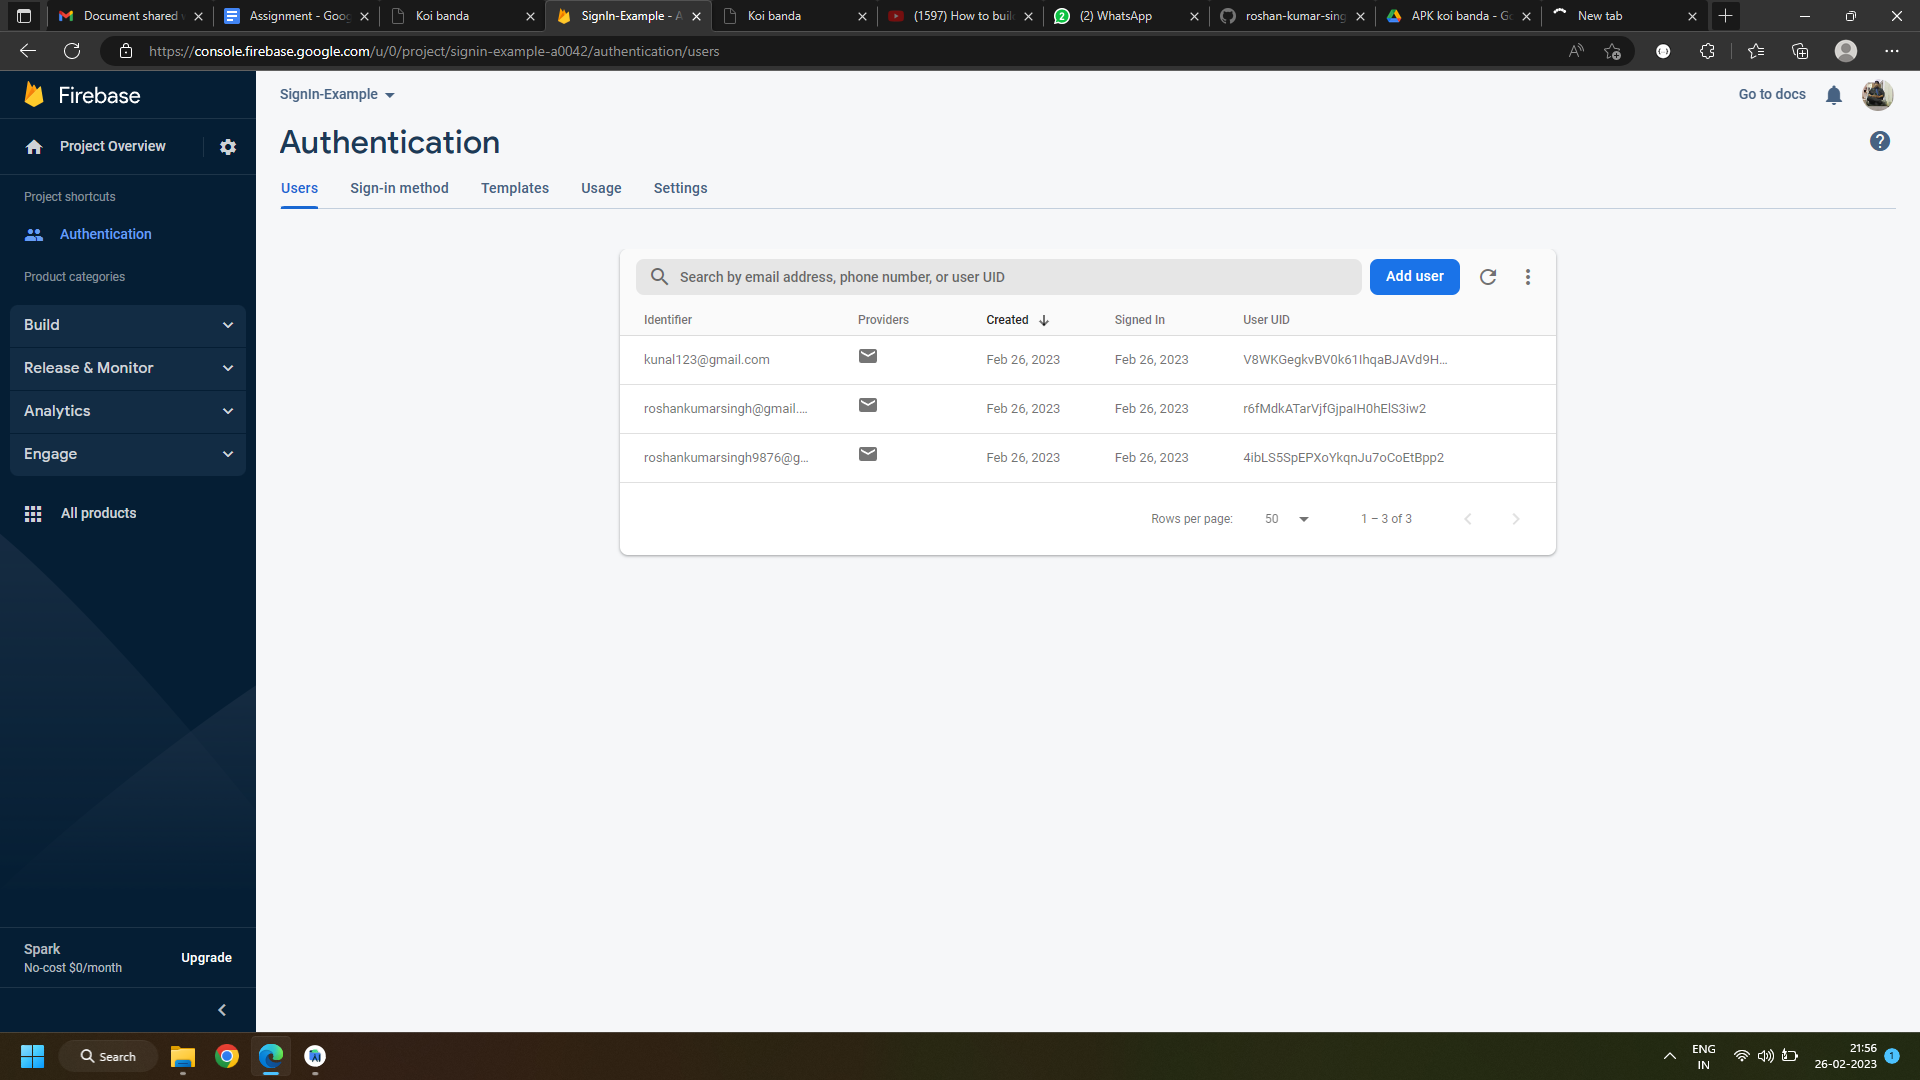 Document shared
Assignment - Goog
Koi banda
SignIn-Example - A
Koi banda
(1597) How to buil
2
(2) WhatsApp
roshan-kumar-sing
APK koi banda - Go
New tab
https://console.firebase.google.com/u/0/project/signin-example-a0042/authentication/users
Firebase
SignIn-Example
Go to docs
Project Overview
Authentication
Users
Sign-in method
Templates
Usage
Settings
Project shortcuts
Authentication
Product categories
Build
Release & Monitor
Analytics
Engage
All products
Search by email address, phone number, or user UID
Add user
Identifier
Providers
Created
Signed In
User UID
kunal123@gmail.com
Feb 26, 2023
Feb 26, 2023
V8WKGegkvBV0k61IhqaBJAVd9H...
roshankumarsingh@gmail....
Feb 26, 2023
Feb 26, 2023
r6fMdkATarVjfGjpaIH0hElS3iw2
roshankumarsingh9876@g...
Feb 26, 2023
Feb 26, 2023
4ibLS5SpEPXoYkqnJu7oCoEtBpp2
Rows per page:
50
1 – 3 of 3
Spark
No-cost $0/month
Upgrade
Search
ENG
IN
21:56
26-02-2023
1